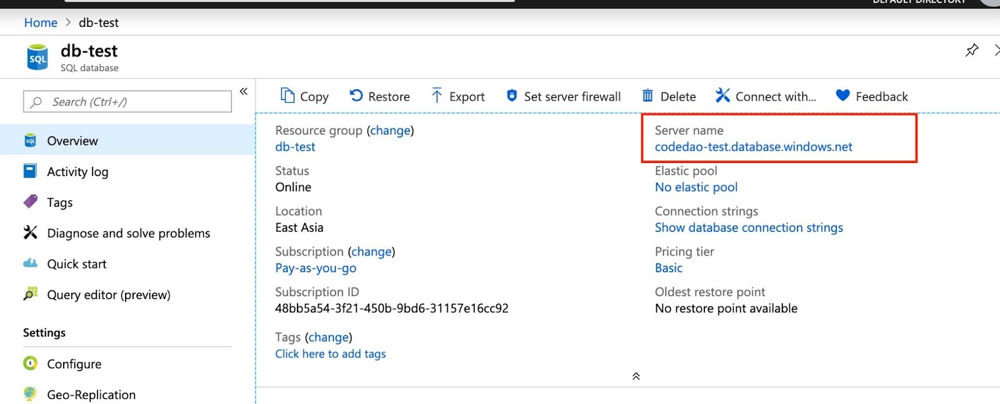 DEFAULT DIRECTORY
Home > db-test
SQL
db-test
SQL database
Search (Ctrl+/)
«
Overview
Activity log
Tags
Diagnose and solve problems
Quick start
Query editor (preview)
Settings
Configure
Geo-Replication
Copy
Restore
Export
Set server firewall
Delete
Connect with...
Feedback
Resource group (change)
db-test
Status
Online
Location
East Asia
Subscription (change)
Pay-as-you-go
Subscription ID
48bb5a54-3f21-450b-9bd6-31157e16cc92
Tags (change)
Click here to add tags
Server name
codedao-test.database.windows.net
Elastic pool
No elastic pool
Connection strings
Show database connection strings
Pricing tier
Basic
Oldest restore point
No restore point available